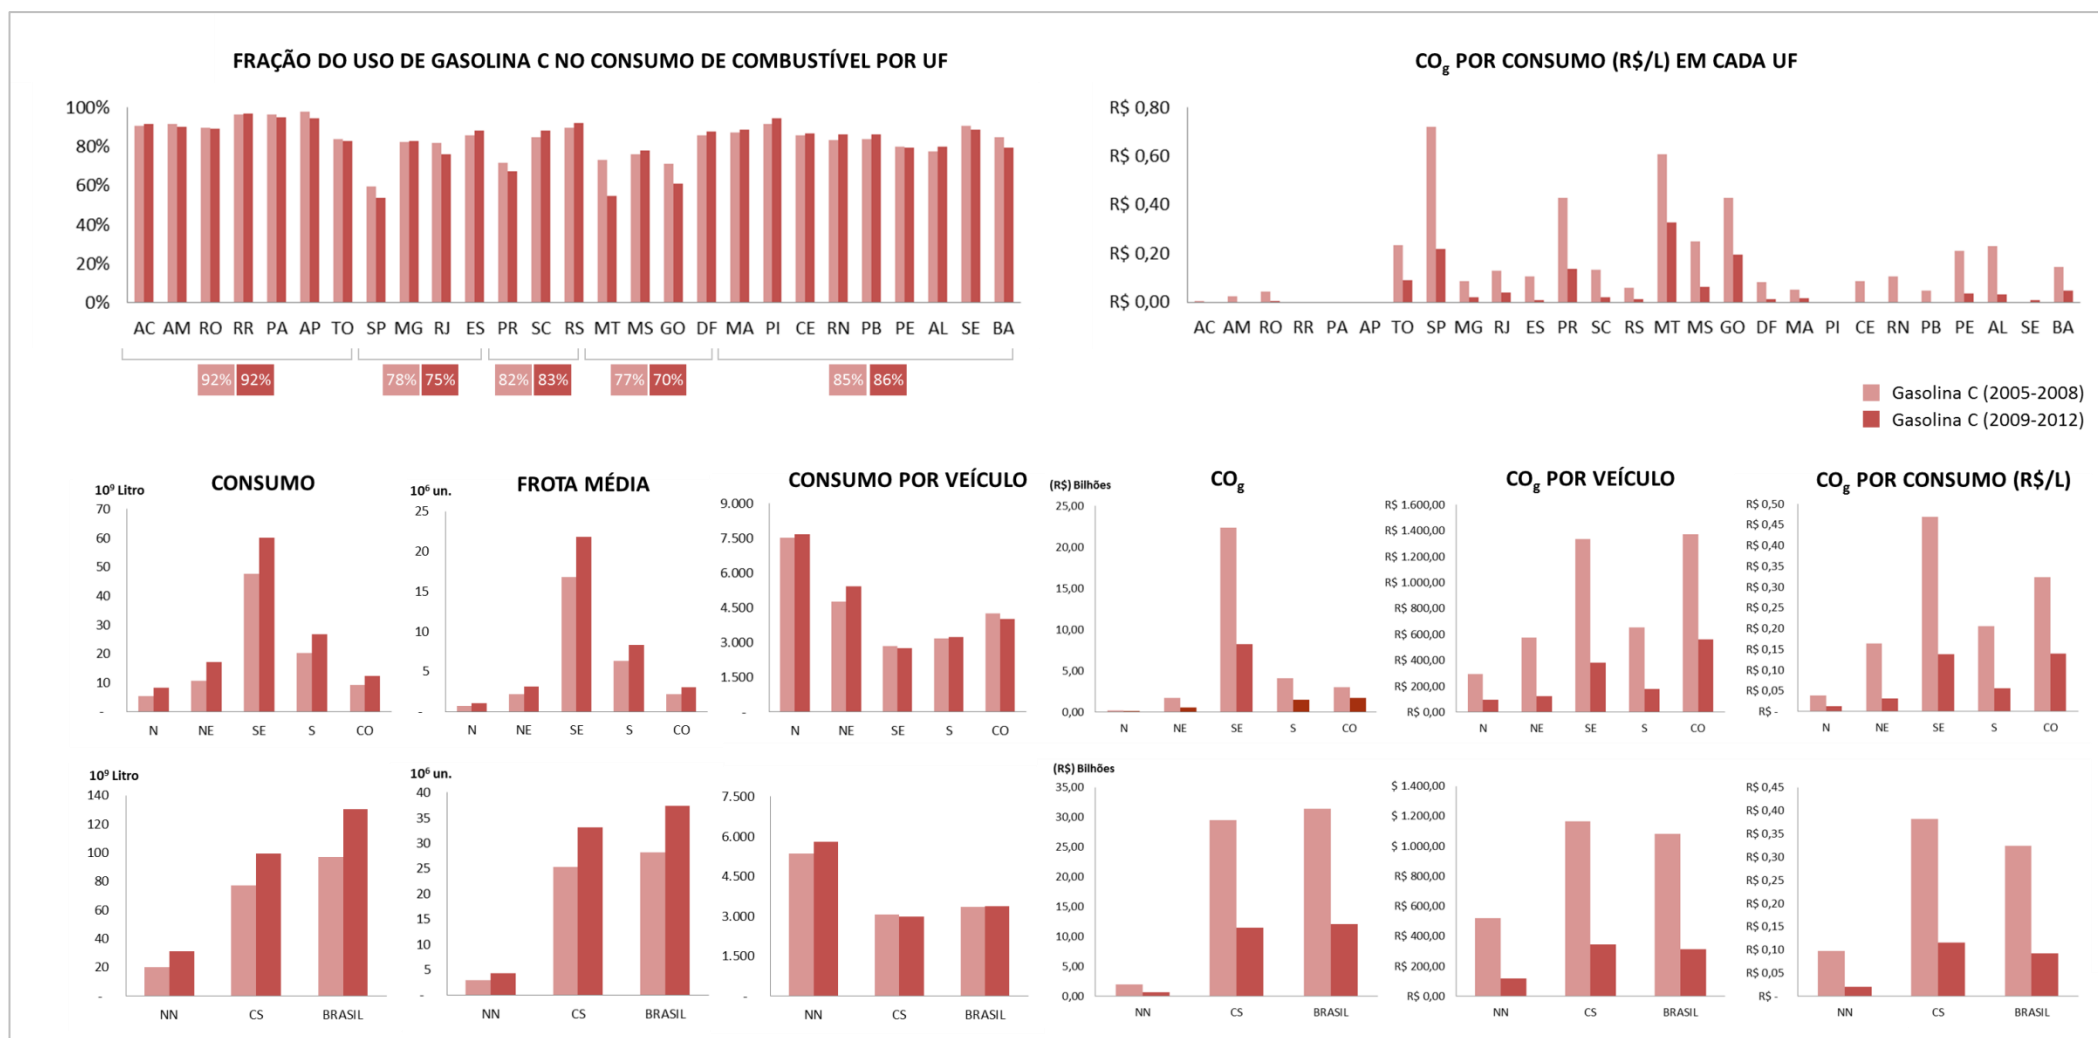 FRAÇÃO DO USO DE GASOLINA C NO CONSUMO DE COMBUSTÍVEL POR UF
100%
80%
60%
40%
20%
0%
AC AM RO RR PA AP TO SP MG RJ ES PR SC RS MT MS GO DF MA PI CE RN PB PE AL SE BA
92% 92% 78% 75% 82% 83% 77% 70% 85% 86%
CO₉ POR CONSUMO (R$/L) EM CADA UF
R$ 0,80
R$ 0,60
R$ 0,40
R$ 0,20
R$ 0,00
AC AM RO RR PA AP TO SP MG RJ ES PR SC RS MT MS GO DF MA PI CE RN PB PE AL SE BA
Gasolina C (2005-2008)
Gasolina C (2009-2012)
CONSUMO
10⁹ Litro
70
60
50
40
30
20
10
-
N NE SE S CO
FROTA MÉDIA
10⁶ un.
25
20
15
10
5
-
N NE SE S CO
CONSUMO POR VEÍCULO
9.000
7.500
6.000
4.500
3.000
1.500
-
N NE SE S CO
COg
(R$) Bilhões
25,00
20,00
15,00
10,00
5,00
0,00
N NE SE S CO
COg POR VEÍCULO
R$ 1.600,00
R$ 1.400,00
R$ 1.200,00
R$ 1.000,00
R$ 800,00
R$ 600,00
R$ 400,00
R$ 200,00
R$ 0,00
N NE SE S CO
COg POR CONSUMO (R$/L)
R$ 0,50
R$ 0,45
R$ 0,40
R$ 0,35
R$ 0,30
R$ 0,25
R$ 0,20
R$ 0,15
R$ 0,10
R$ 0,05
R$ -
N NE SE S CO
10⁹ Litro
140
120
100
80
60
40
20
-
NN CS BRASIL
10⁶ un.
40
35
30
25
20
15
10
5
-
NN CS BRASIL
7.500
6.000
4.500
3.000
1.500
-
NN CS BRASIL
(R$) Bilhões
35,00
30,00
25,00
20,00
15,00
10,00
5,00
0,00
NN CS BRASIL
$ 1.400,00
$ 1.200,00
$ 1.000,00
R$ 800,00
R$ 600,00
R$ 400,00
R$ 200,00
R$ 0,00
NN CS BRASIL
R$ 0,45
R$ 0,40
R$ 0,35
R$ 0,30
R$ 0,25
R$ 0,20
R$ 0,15
R$ 0,10
R$ 0,05
R$ -
NN CS BRASIL